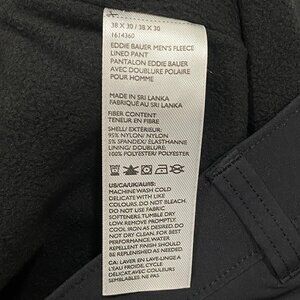 38 X 30 / 38 X 30
1614360
EDDIE BAUER MEN'S FLEECE
LINED PANT
PANTALON EDDIE BAUER
AVEC DOUBLURE POLAIRE
POUR HOMME
MADE IN SRI LANKA
FABRIQUÉ AU SRI LANKA
FIBER CONTENT
TENEUR EN FIBRE
SHELL/ EXTÉRIEUR:
95% NYLON/ NYLON
5% SPANDEX/ ÉLASTHANNE
LINING/ DOUBLURE:
100% POLYESTER/ POLYESTER
US/CA/UK/AU/IS:
MACHINE WASH COLD
DELICATE WITH LIKE
COLOURS. DO NOT BLEACH.
DO NOT USE FABRIC
SOFTENERS. TUMBLE DRY
LOW. REMOVE PROMPTLY.
COOL IRON AS DESIRED. DO
NOT DRY CLEAN. FOR BEST
PERFORMANCE, WATER
REPELLENT FINISH SHOULD
BE REPLENISHED AS NEEDED.
CA: LAVER EN LAVE-LINGE À
L'EAU FROIDE, CYCLE
DÉLICAT AVEC COULEURS
SEMBLABLES. NE PAS